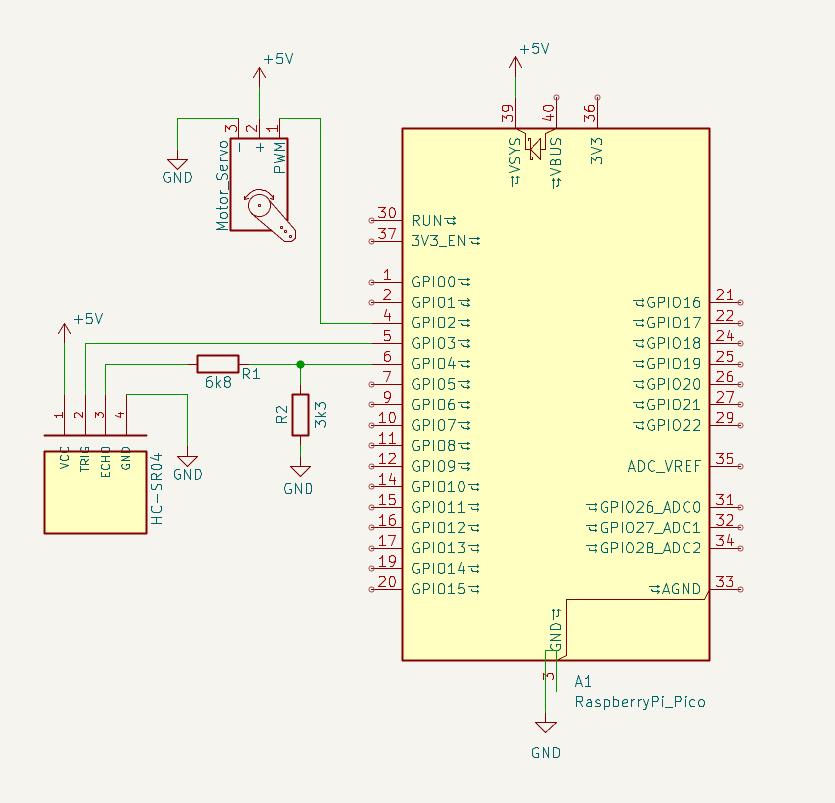 +5V
GND
3
2
1
-
+
PWM
Motor_Servo
+5V
39
40
36
VSYS
VBUS
3V3
30
RUN
37
3V3_EN
1
GPIO0
2
GPIO1
4
GPIO2
5
GPIO3
6
GPIO4
7
GPIO5
9
GPIO6
10
GPIO7
11
GPIO8
12
GPIO9
14
GPIO10
15
GPIO11
16
GPIO12
17
GPIO13
19
GPIO14
20
GPIO15
GPIO16
21
GPIO17
22
GPIO18
24
GPIO19
25
GPIO20
26
GPIO21
27
GPIO22
29
ADC_VREF
35
GPIO26_ADC0
31
GPIO27_ADC1
32
GPIO28_ADC2
34
AGND
33
GND
3
A1
RaspberryPi_Pico
GND
+5V
R1
6k8
R2
3k3
GND
1
2
3
4
VCC
TRIG
ECHO
GND
HC-SR04
GND